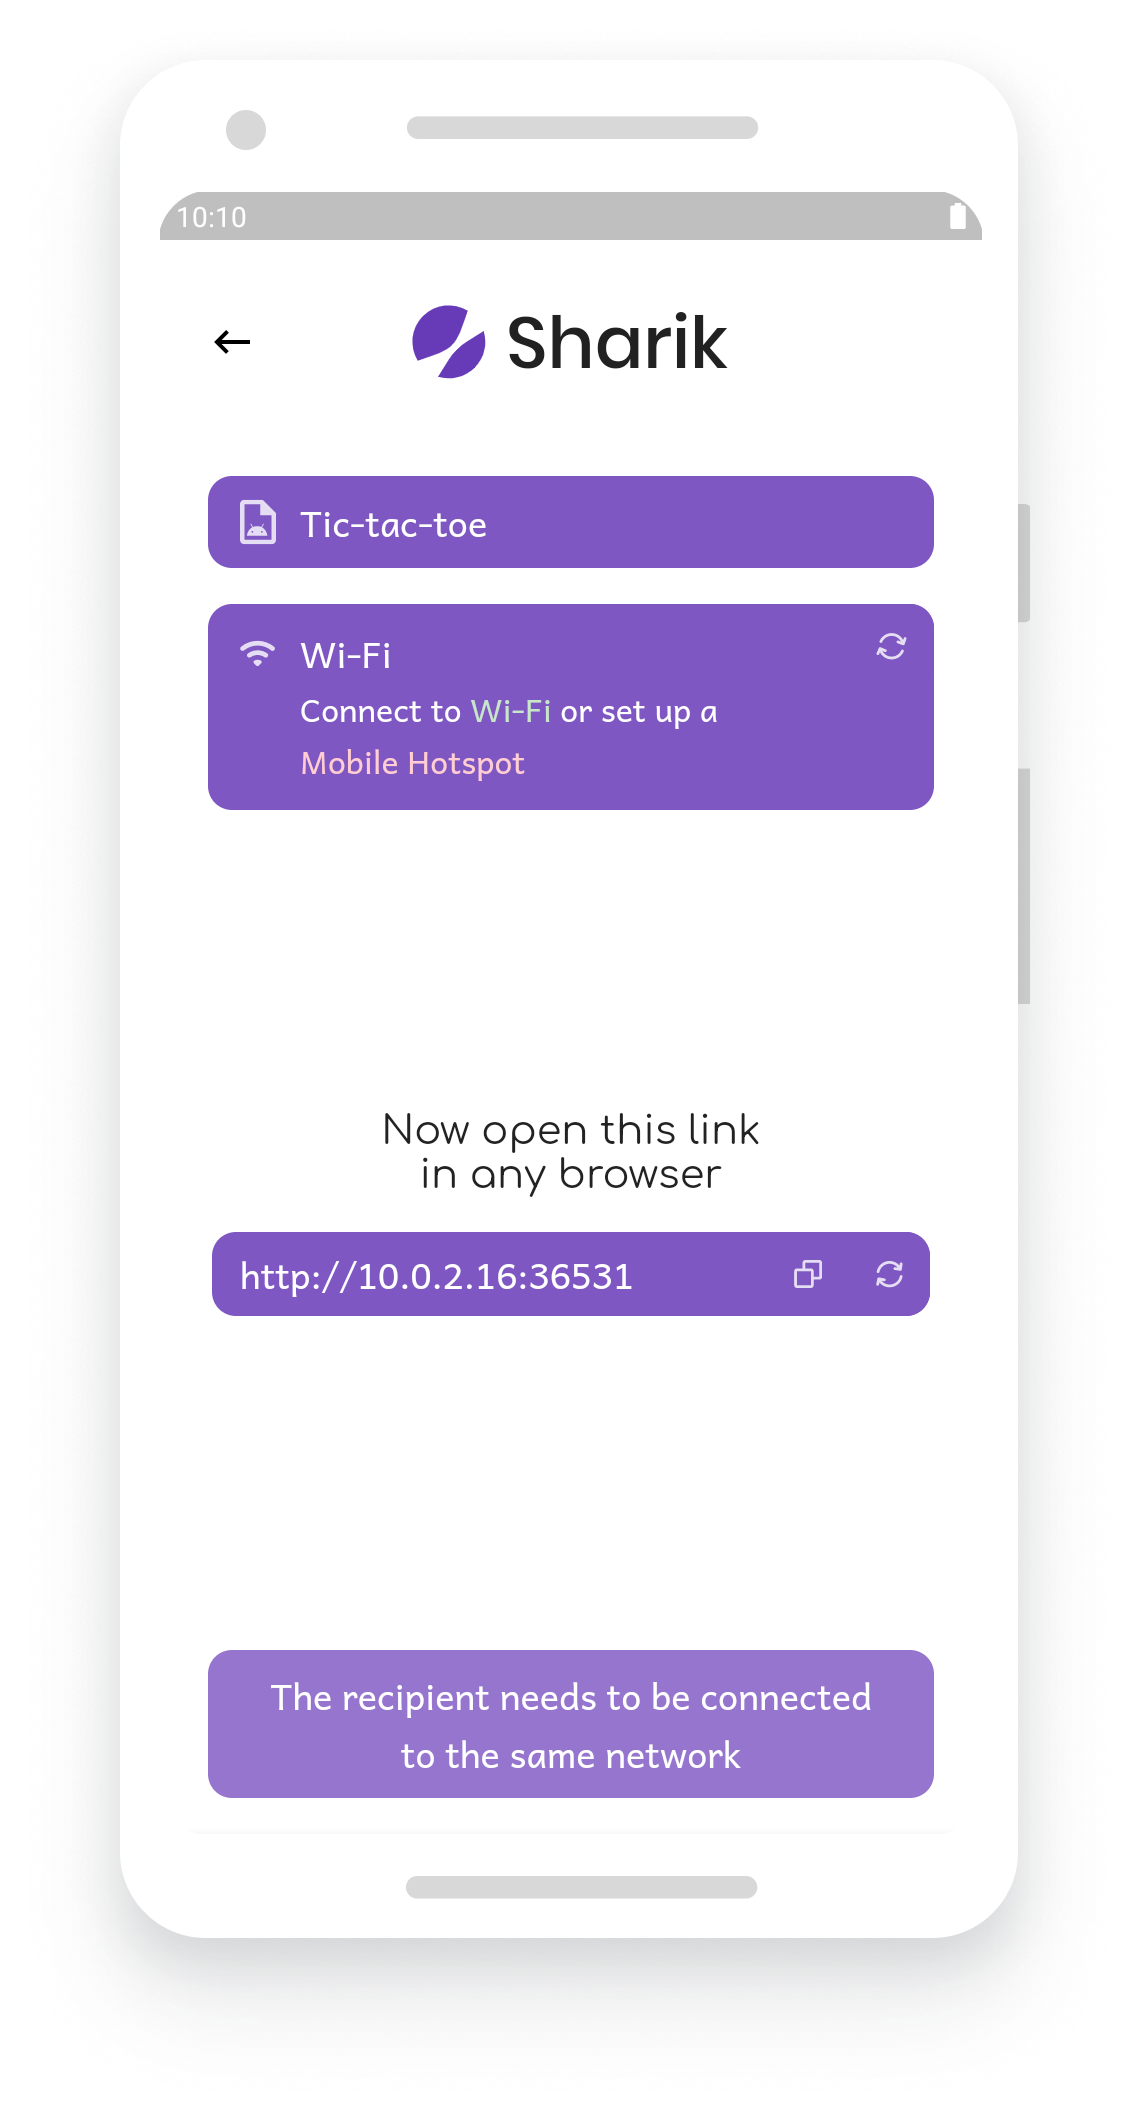 10:10
Sharik
Tic-tac-toe
Wi-Fi
Connect to Wi-Fi or set up a
Mobile Hotspot
Now open this link
in any browser
http://10.0.2.16:36531
The recipient needs to be connected
to the same network